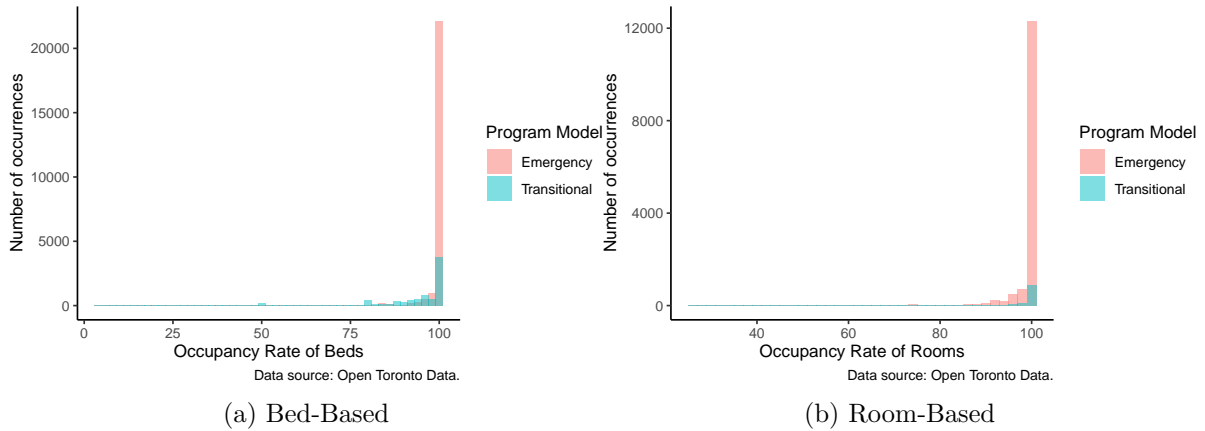 20000
15000
10000
5000
0
Number of occurrences
0 25 50 75 100
Occupancy Rate of Beds
Data source: Open Toronto Data.
Program Model
Emergency
Transitional
(a) Bed-Based
12000
8000
4000
0
Number of occurrences
40 60 80 100
Occupancy Rate of Rooms
Data source: Open Toronto Data.
Program Model
Emergency
Transitional
(b) Room-Based